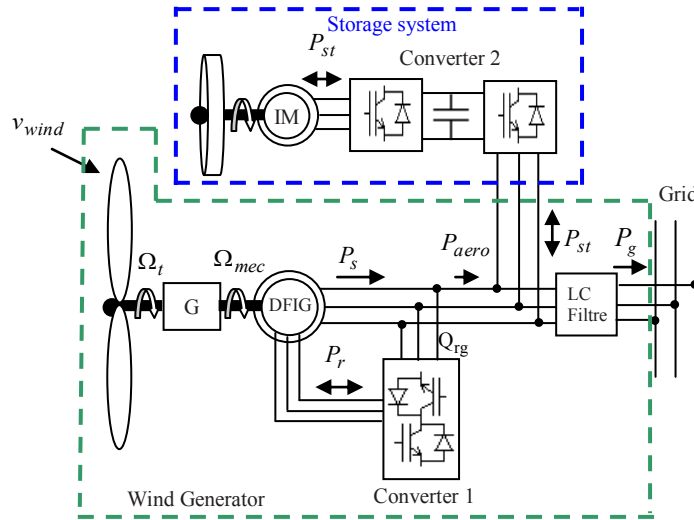 Storage system
P_st
Converter 2
IM
v_wind
Grid
Ω_t
Ω_mec
P_s
P_aero
P_st
P_g
G
DFIG
LC
Filtre
Q_rg
P_r
Wind Generator
Converter 1